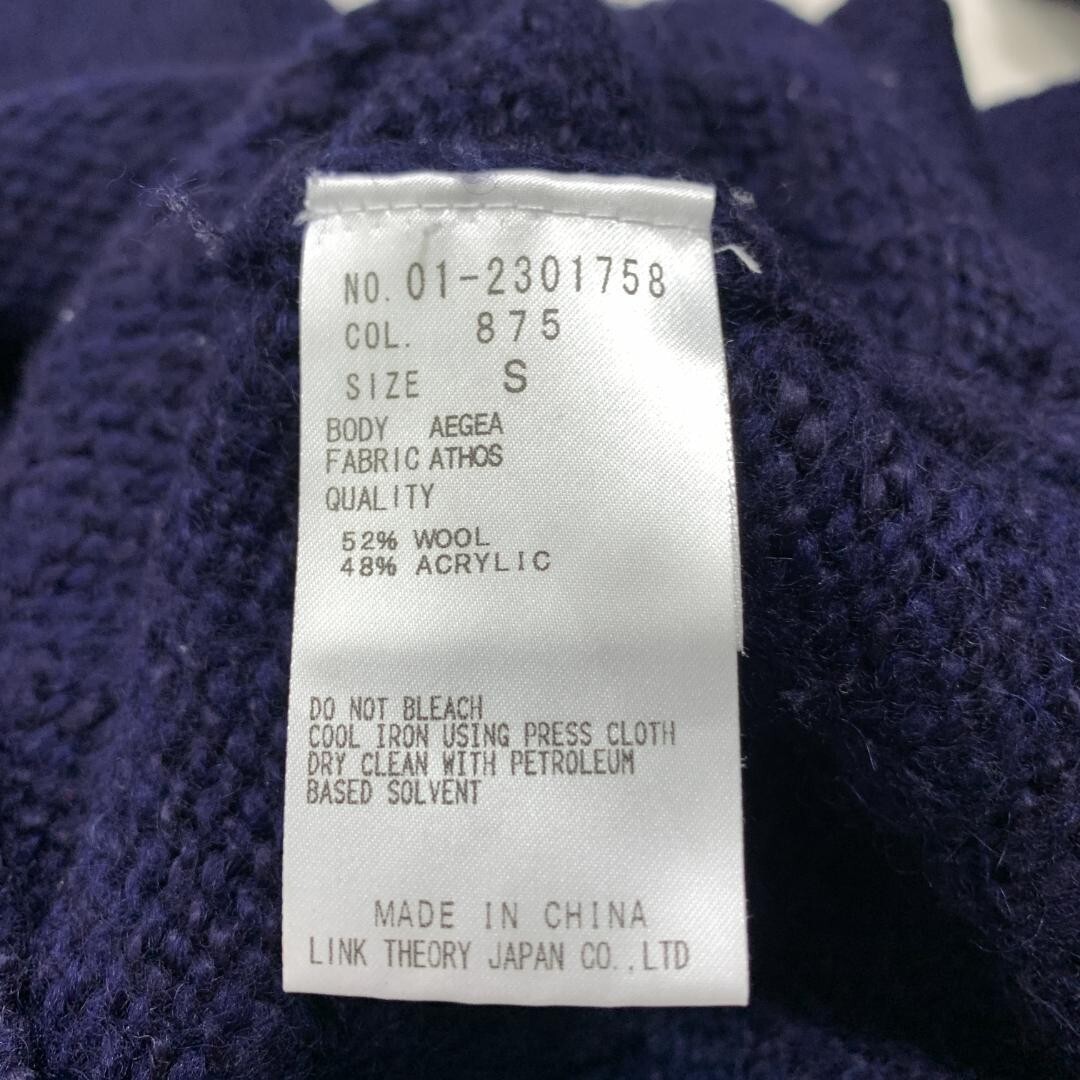 NO. 01-2301758
COL. 875
SIZE S
BODY AEGEA
FABRIC ATHOS
QUALITY
52% WOOL
48% ACRYLIC
DO NOT BLEACH
COOL IRON USING PRESS CLOTH
DRY CLEAN WITH PETROLEUM
BASED SOLVENT
MADE IN CHINA
LINK THEORY JAPAN CO.,LTD